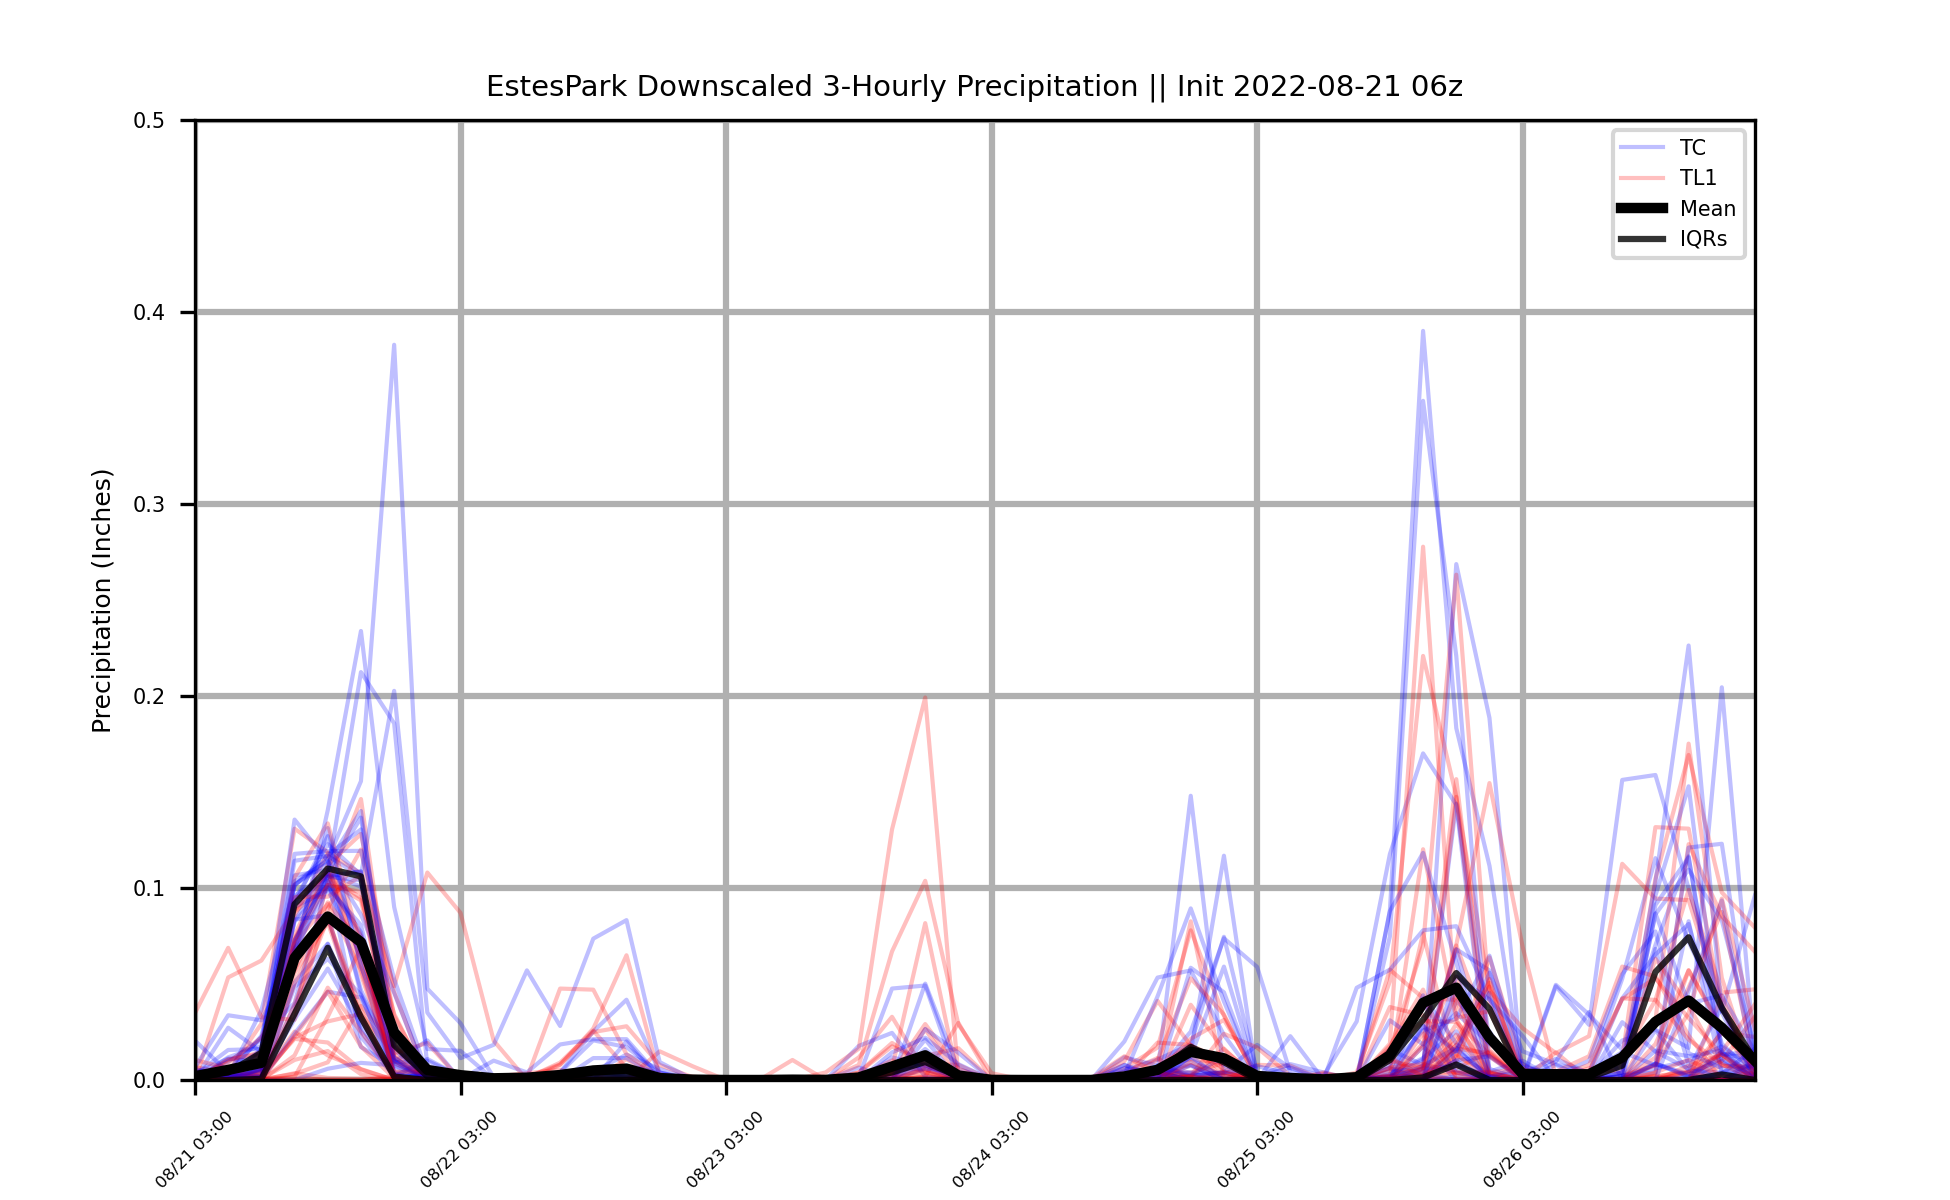 EstesPark Downscaled 3-Hourly Precipitation || Init 2022-08-21 06z
TC
TL1
Mean
IQRs
Precipitation (Inches)
0.5
0.4
0.3
0.2
0.1
0.0
08/21 03:00
08/22 03:00
08/23 03:00
08/24 03:00
08/25 03:00
08/26 03:00